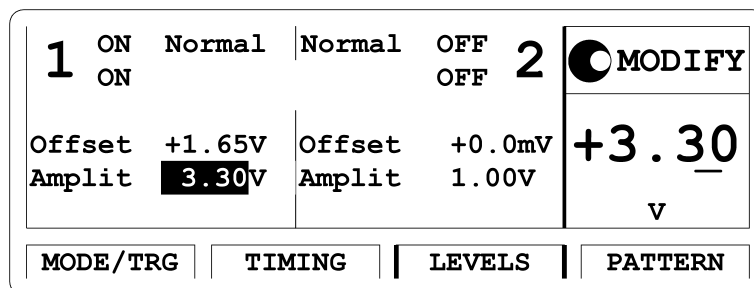 1 ON Normal Normal OFF 2
ON OFF
MODIFY
Offset +1.65V Offset +0.0mV
Amplit 3.30V Amplit 1.00V
+3.30
V
MODE/TRG TIMING LEVELS PATTERN